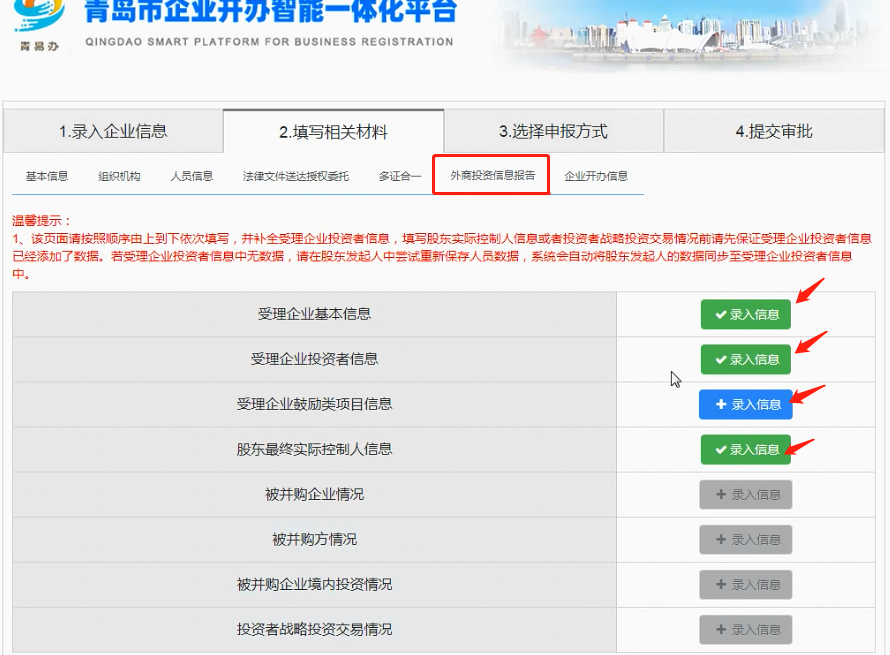 青岛市企业开办智能一体化平台
青易办
QINGDAO SMART PLATFORM FOR BUSINESS REGISTRATION
1.录入企业信息 2.填写相关材料 3.选择申报方式 4.提交审批
基本信息 组织机构 人员信息 法律文件送达授权委托 多证合一 外商投资信息报告 企业开办信息
温馨提示：
1、该页面请按照顺序由上到下依次填写，并补全受理企业投资者信息，填写股东实际控制人信息或者投资者战略投资交易情况前请先保证受理企业投资者信息
已经添加了数据。若受理企业投资者信息中无数据，请在股东发起人中尝试重新保存人员数据，系统会自动将股东发起人的数据同步至受理企业投资者信息
中。
受理企业基本信息 录入信息
受理企业投资者信息 录入信息
受理企业鼓励类项目信息 录入信息
股东最终实际控制人信息 录入信息
被并购企业情况 录入信息
被并购方情况 录入信息
被并购企业境内投资情况 录入信息
投资者战略投资交易情况 录入信息